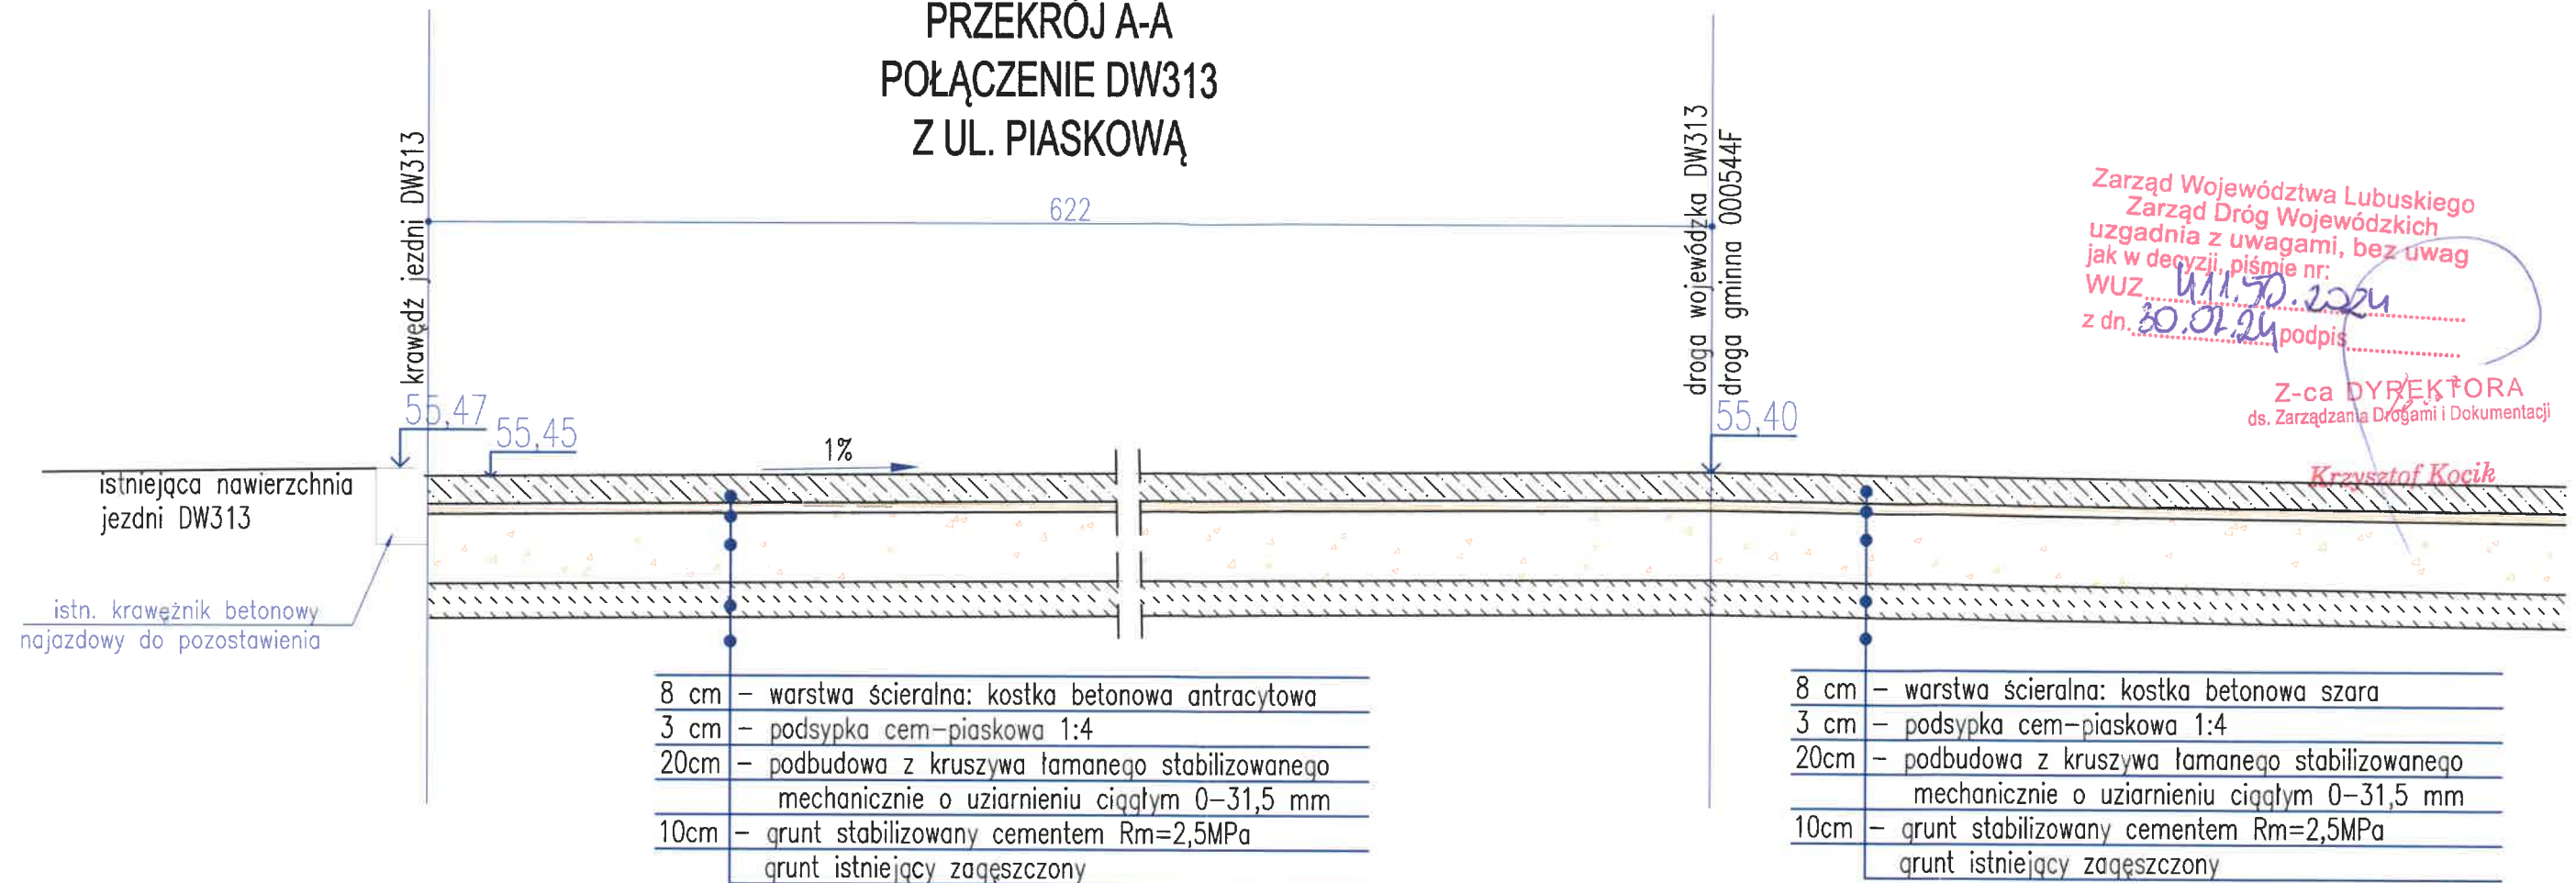 PRZEKRÓJ A-A
POŁĄCZENIE DW313
Z UL. PIASKOWĄ
krawędź jezdni DW313
622
droga wojewódzka DW313
droga gminna 000544F
Zarząd Województwa Lubuskiego
Zarząd Dróg Wojewódzkich
uzgadnia z uwagami, bez uwag
jak w decyzji, piśmie nr:
WUZ 411.50.2024
z dn. 30.01.24 podpis
Z-ca DYREKTORA
ds. Zarządzania Drogami i Dokumentacji
Krzysztof Kocik
55,47
55,45
1%
55,40
istniejąca nawierzchnia
jezdni DW313
istn. krawężnik betonowy
najazdowy do pozostawienia
8 cm - warstwa ścieralna: kostka betonowa antracytowa
3 cm - podsypka cem-piaskowa 1:4
20cm - podbudowa z kruszywa łamanego stabilizowanego
mechanicznie o uziarnieniu ciągłym 0-31,5 mm
10cm - grunt stabilizowany cementem Rm=2,5MPa
grunt istniejący zagęszczony
8 cm - warstwa ścieralna: kostka betonowa szara
3 cm - podsypka cem-piaskowa 1:4
20cm - podbudowa z kruszywa łamanego stabilizowanego
mechanicznie o uziarnieniu ciągłym 0-31,5 mm
10cm - grunt stabilizowany cementem Rm=2,5MPa
grunt istniejący zagęszczony